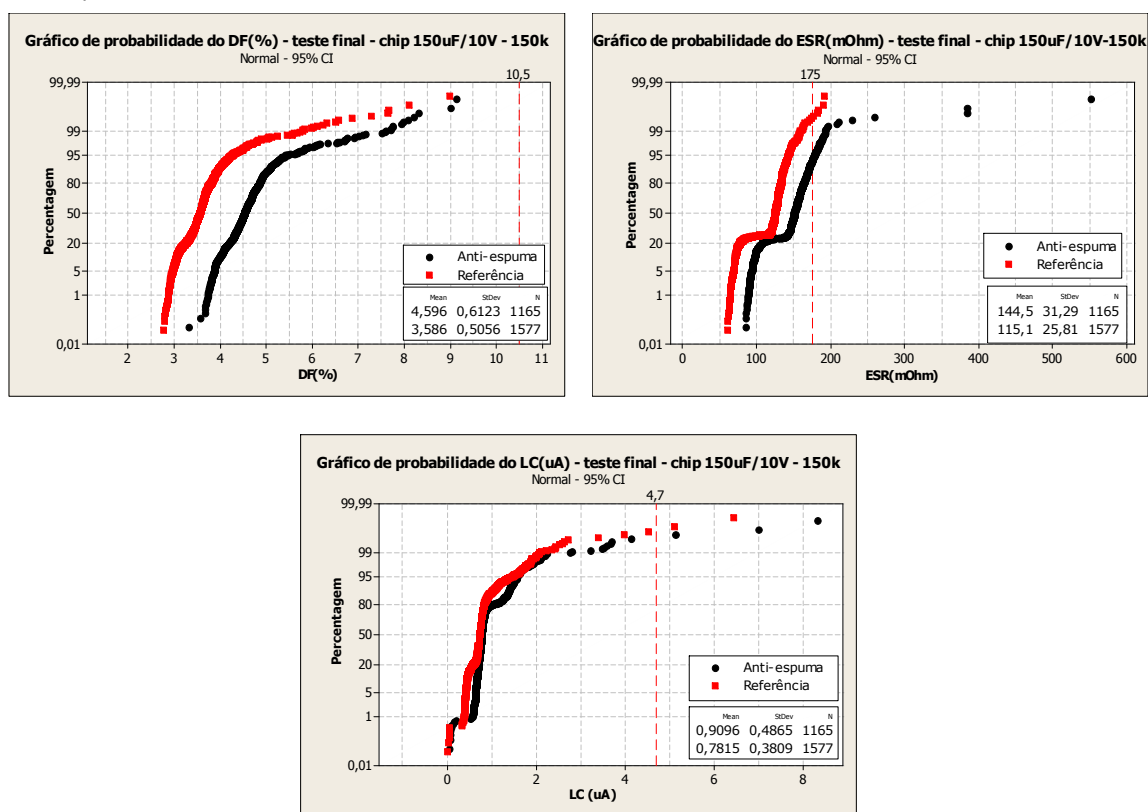 Gráfico de probabilidade do DF(%) - teste final - chip 150uF/10V - 150k
Normal - 95% CI
10,5
99,99
99
95
80
50
20
5
1
0,01
Percentagem
2 3 4 5 6 7 8 9 10 11
DF(%)
Anti-espuma
Referência
Mean StDev N
4,596 0,6123 1165
3,586 0,5056 1577
Gráfico de probabilidade do ESR(mOhm) - teste final - chip 150uF/10V-150k
Normal - 95% CI
175
99,99
99
95
80
50
20
5
1
0,01
Percentagem
0 100 200 300 400 500 600
ESR(mOhm)
Anti-espuma
Referência
Mean StDev N
144,5 31,29 1165
115,1 25,81 1577
Gráfico de probabilidade do LC(uA) - teste final - chip 150uF/10V - 150k
Normal - 95% CI
4,7
99,99
99
95
80
50
20
5
1
0,01
Percentagem
0 2 4 6 8
LC (uA)
Anti-espuma
Referência
Mean StDev N
0,9096 0,4865 1165
0,7815 0,3809 1577